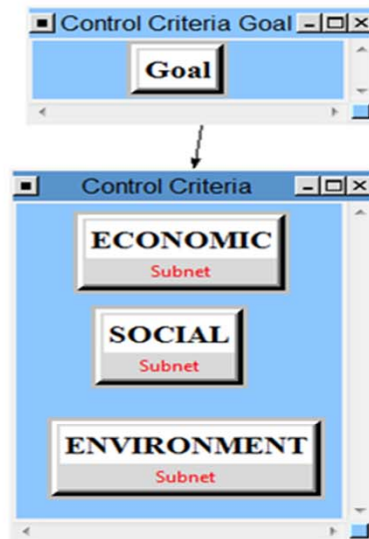 Control Criteria Goal
Goal
Control Criteria
ECONOMIC
Subnet
SOCIAL
Subnet
ENVIRONMENT
Subnet